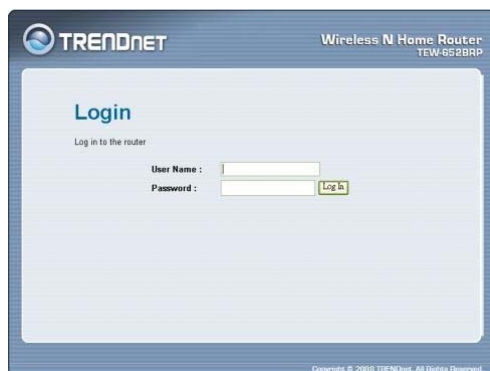 TRENDNET
Wireless N Home Router
TEW-652BRP
Login
Log in to the router
User Name :
Password :
Log In
Copyright © TRENDnet. All Rights Reserved.